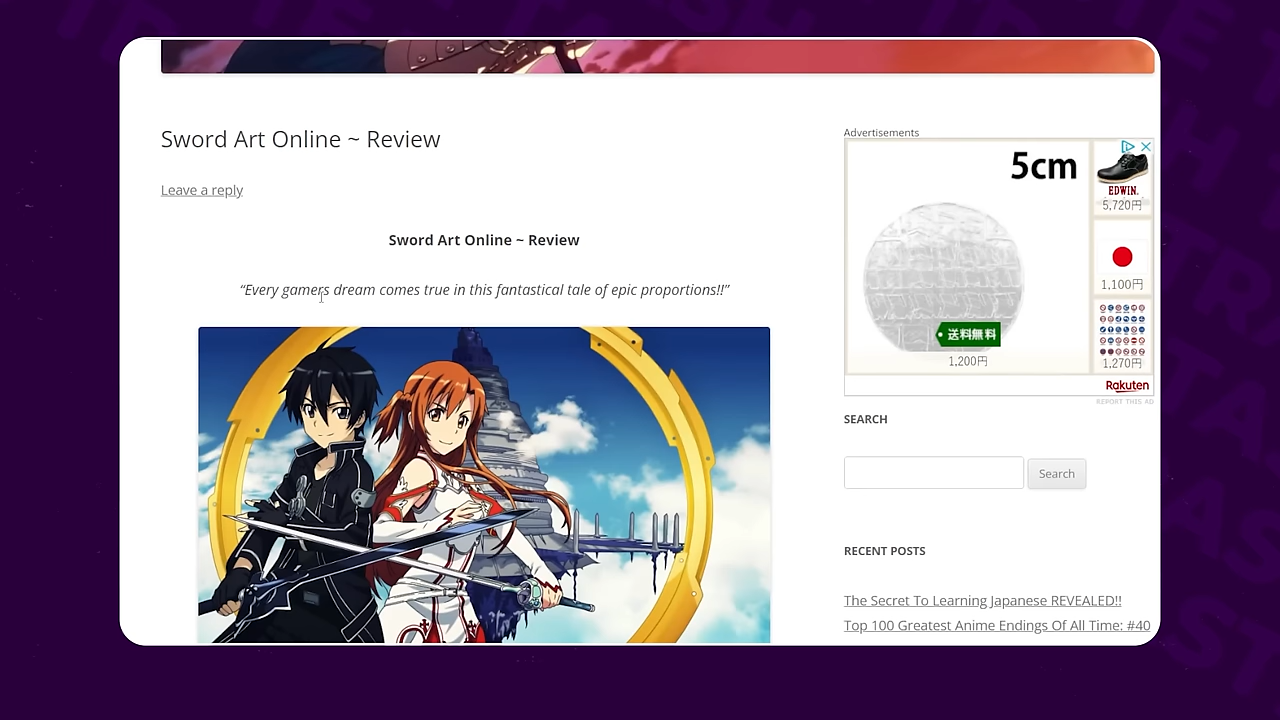 Sword Art Online ~ Review
Leave a reply
Sword Art Online ~ Review
“Every gamers dream comes true in this fantastical tale of epic proportions!!”
Advertisements
5cm
送料無料
1,200円
EDWIN.
5,720円
1,100円
1,270円
Rakuten
REPORT THIS AD
SEARCH
Search
RECENT POSTS
The Secret To Learning Japanese REVEALED!!
Top 100 Greatest Anime Endings Of All Time: #40